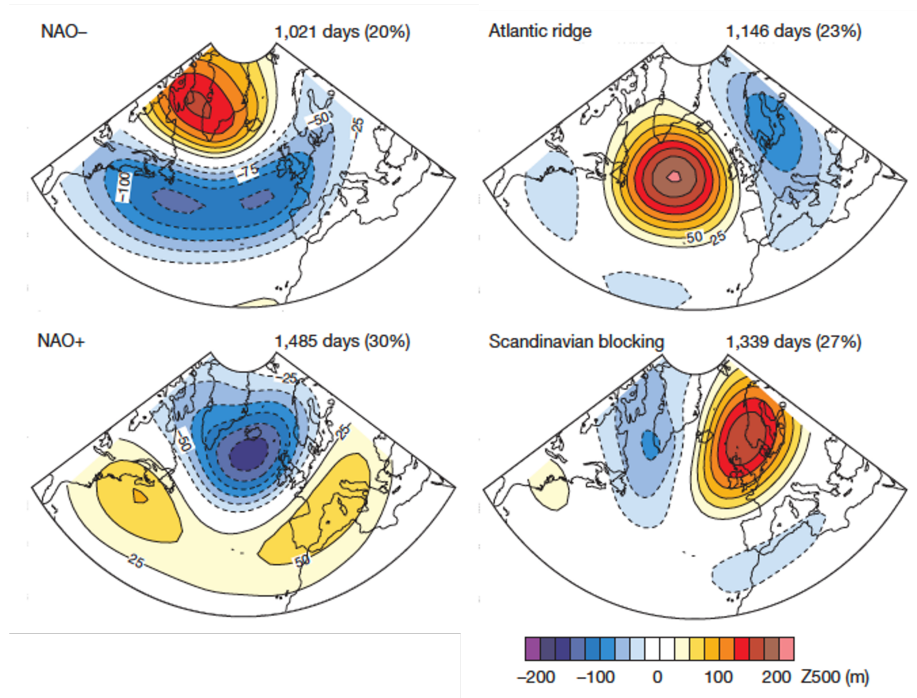 NAO– 1,021 days (20%)
Atlantic ridge 1,146 days (23%)
–50
–25
–75
–100
50 25
NAO+ 1,485 days (30%)
Scandinavian blocking 1,339 days (27%)
–25
–50
25
25
50
–200 –100 0 100 200 Z500 (m)